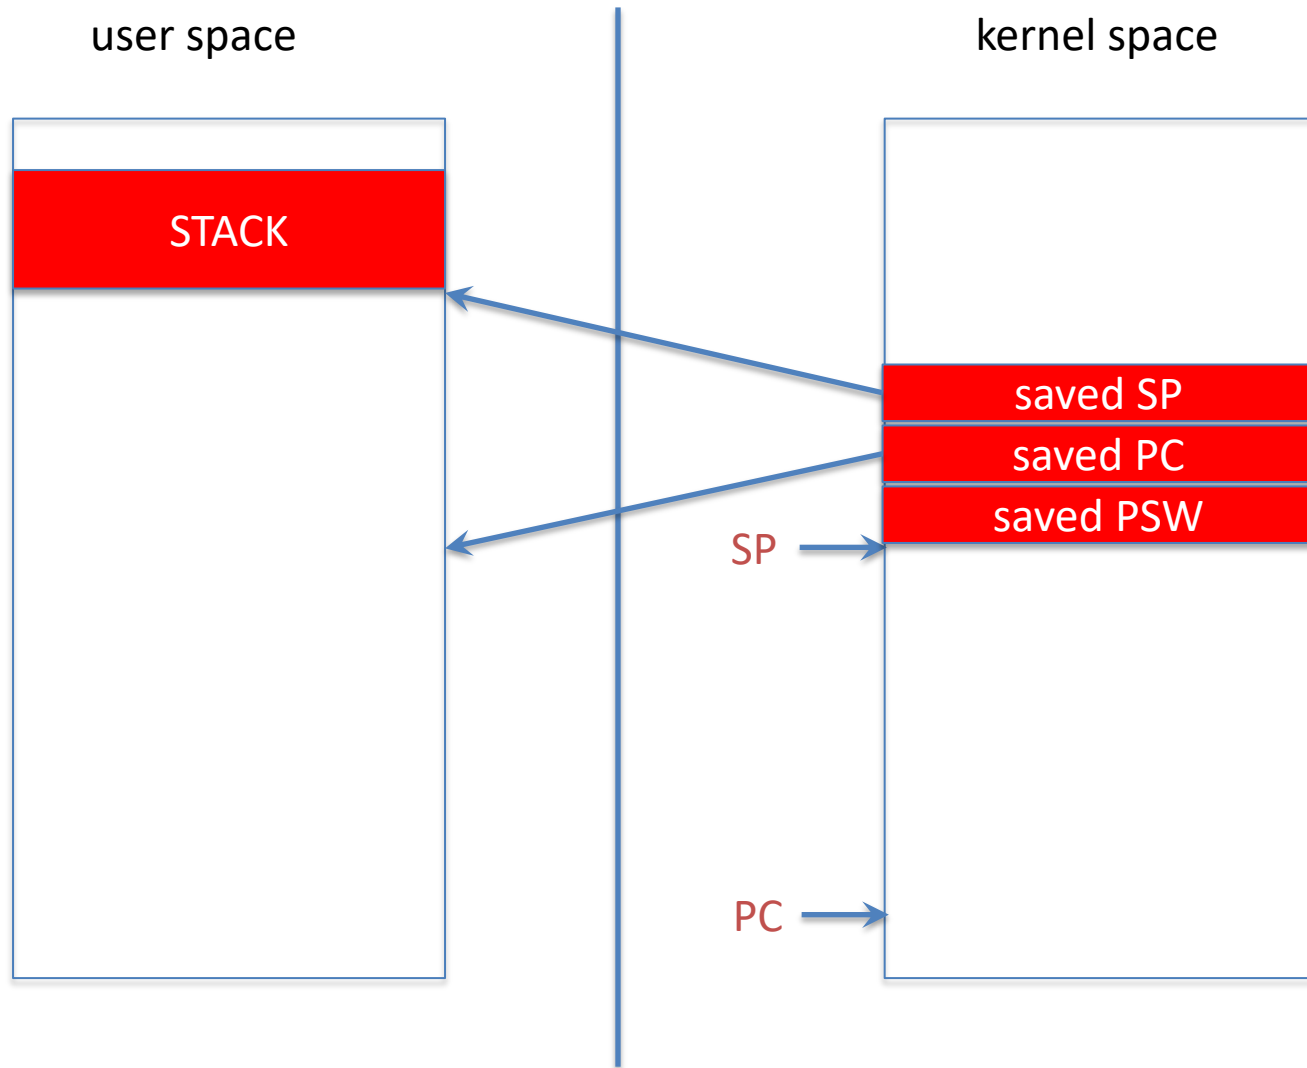 user space
kernel space
STACK
saved SP
saved PC
saved PSW
SP
PC